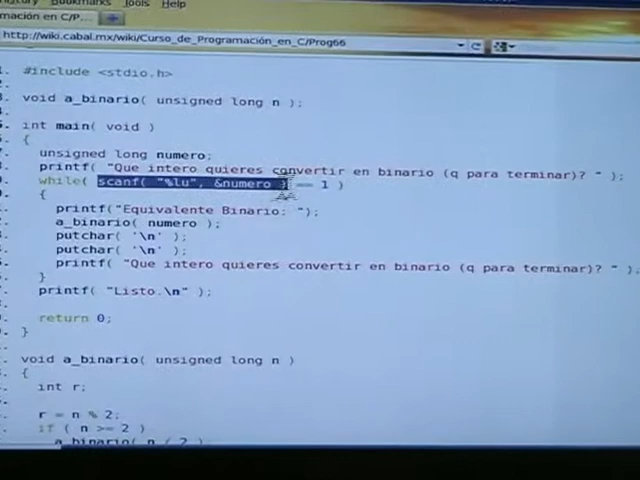 Bookmarks Tools Help
mación en C/P...
http://wiki.cabal.mx/wiki/Curso_de_Programación_en_C/Prog66
#include <stdio.h>
void a_binario( unsigned long n );
int main( void )
{
unsigned long numero;
printf( "Que intero quieres convertir en binario (q para terminar)? " );
while( scanf( "%lu", &numero ) == 1 )
{
printf("Equivalente Binario: ");
a_binario( numero );
putchar( '\n' );
putchar( '\n' );
printf( "Que intero quieres convertir en binario (q para terminar)? " );
}
printf( "Listo.\n" );
return 0;
}
void a_binario( unsigned long n )
{
int r;
r = n % 2;
if ( n >= 2 )
a_binario( n / 2 );